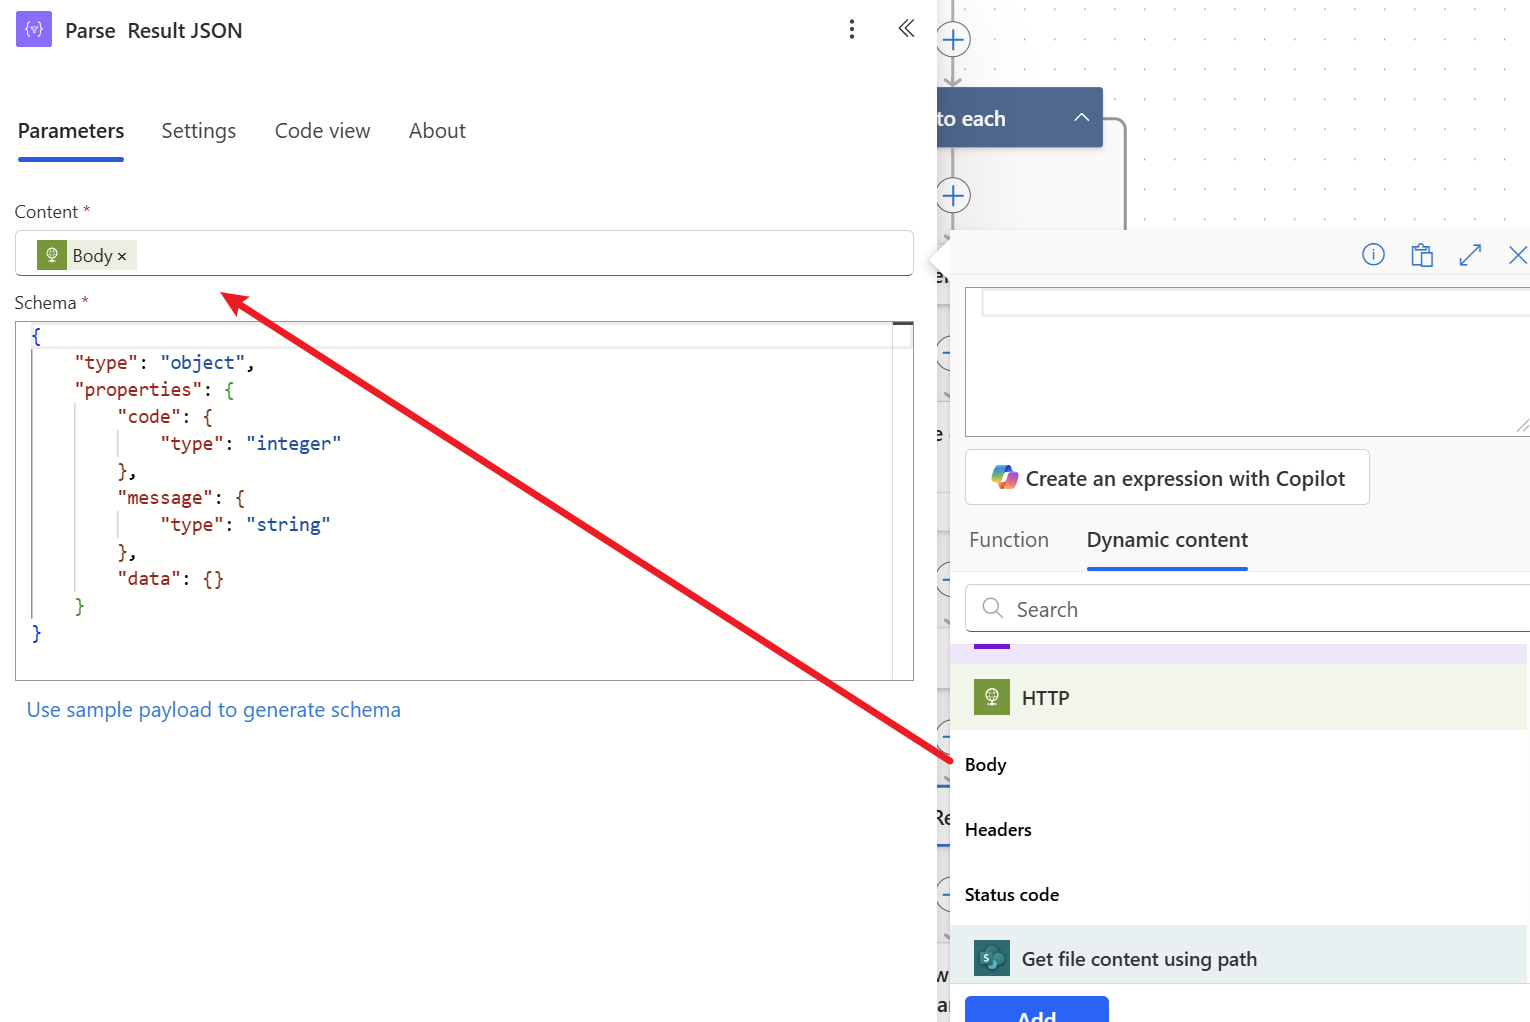 Parse Result JSON
Parameters Settings Code view About
Content *
Body ×
Schema *
{
"type": "object",
"properties": {
"code": {
"type": "integer"
},
"message": {
"type": "string"
},
"data": {}
}
}
Use sample payload to generate schema
to each
Create an expression with Copilot
Function Dynamic content
Search
HTTP
Body
Headers
Status code
Get file content using path
Add